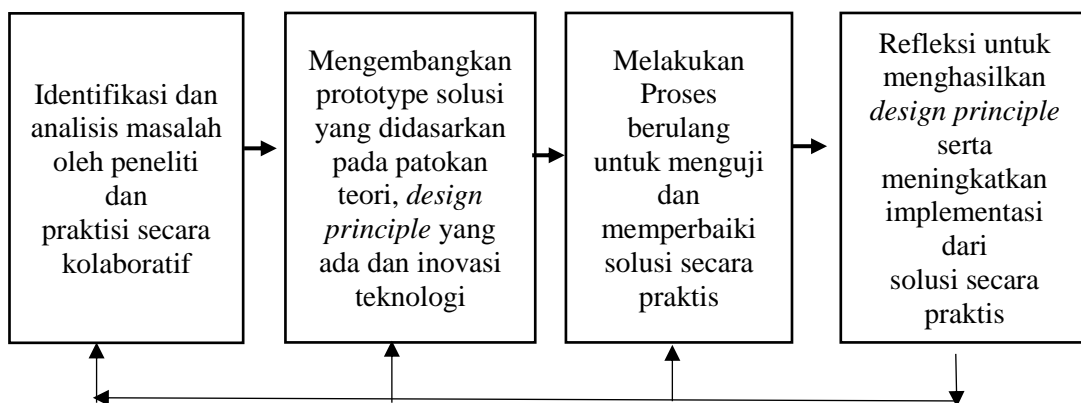 Identifikasi dan
analisis masalah
oleh peneliti
dan
praktisi secara
kolaboratif
Mengembangkan
prototype solusi
yang didasarkan
pada patokan
teori, design
principle yang
ada dan inovasi
teknologi
Melakukan
Proses
berulang
untuk menguji
dan
memperbaiki
solusi secara
praktis
Refleksi untuk
menghasilkan
design principle
serta
meningkatkan
implementasi
dari
solusi secara
praktis